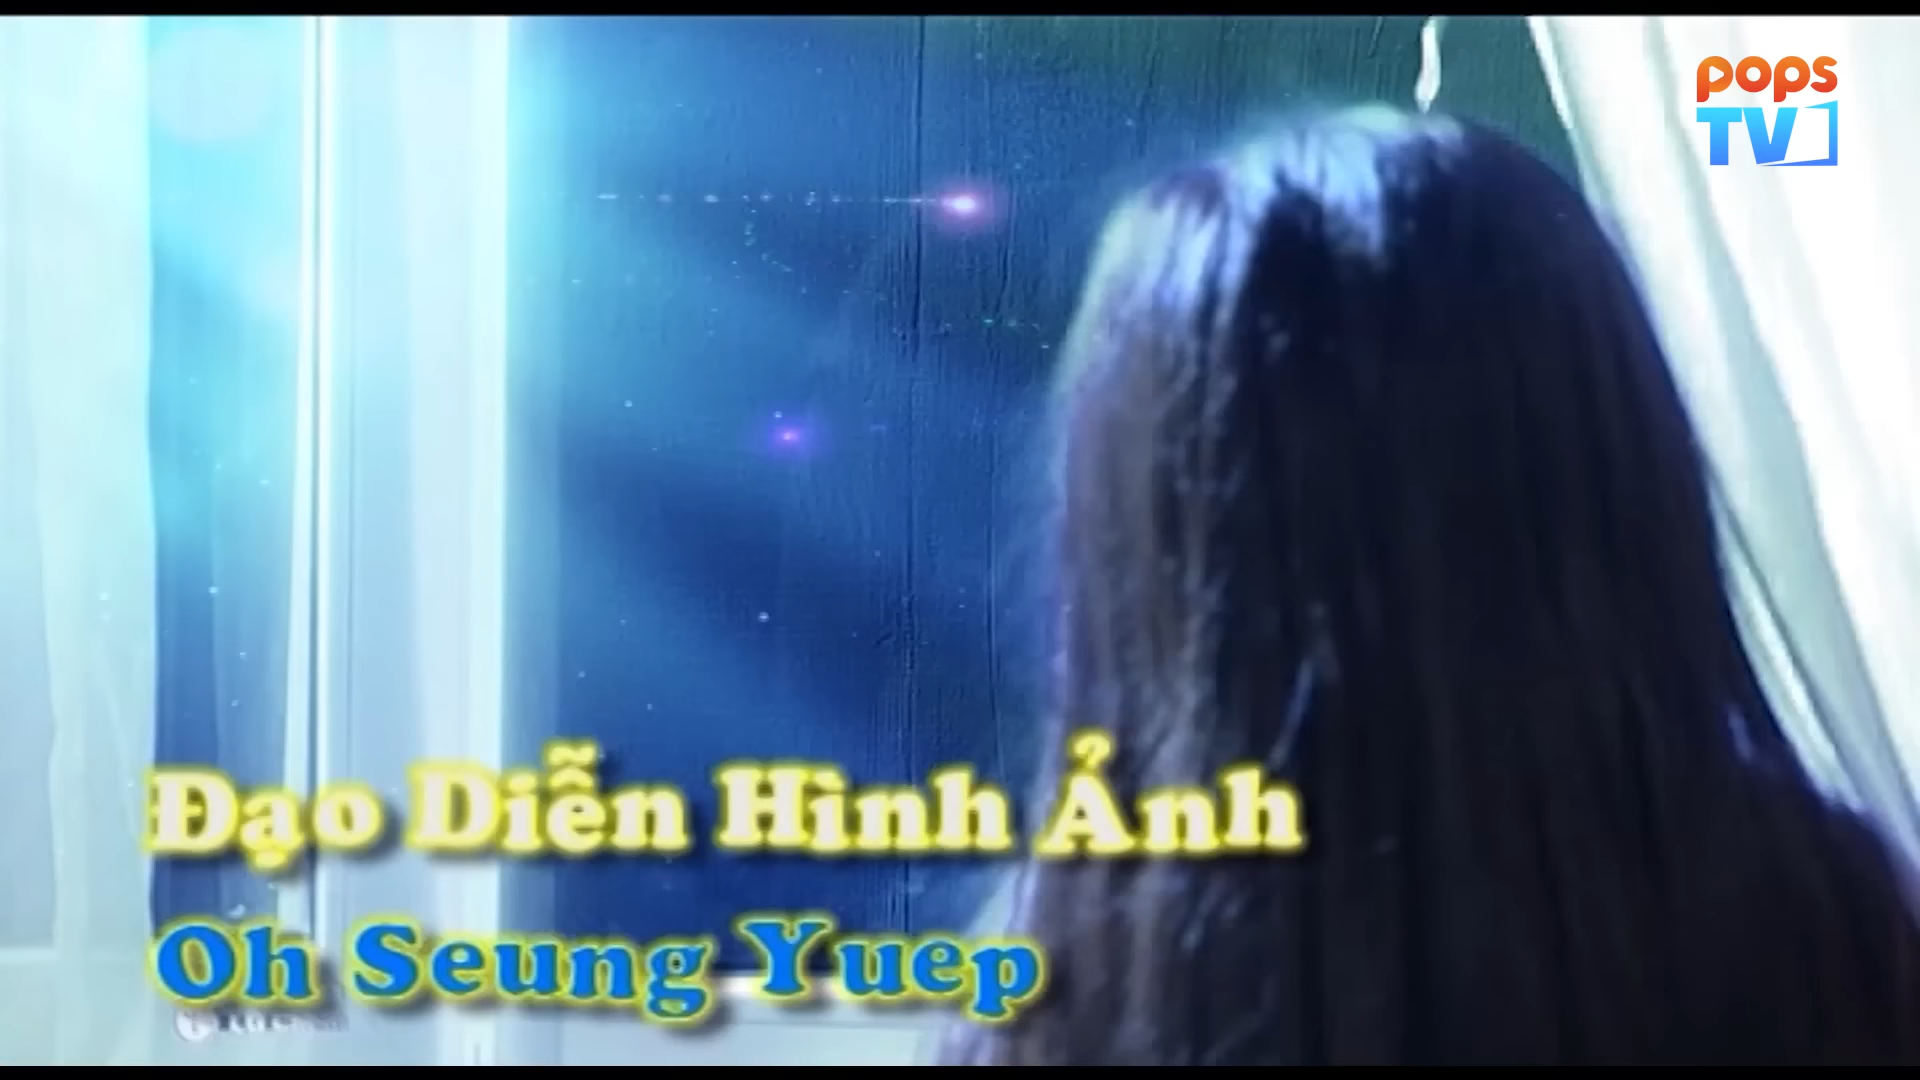 pops
TV
Đạo Diễn Hình Ảnh
Oh Seung Yuep